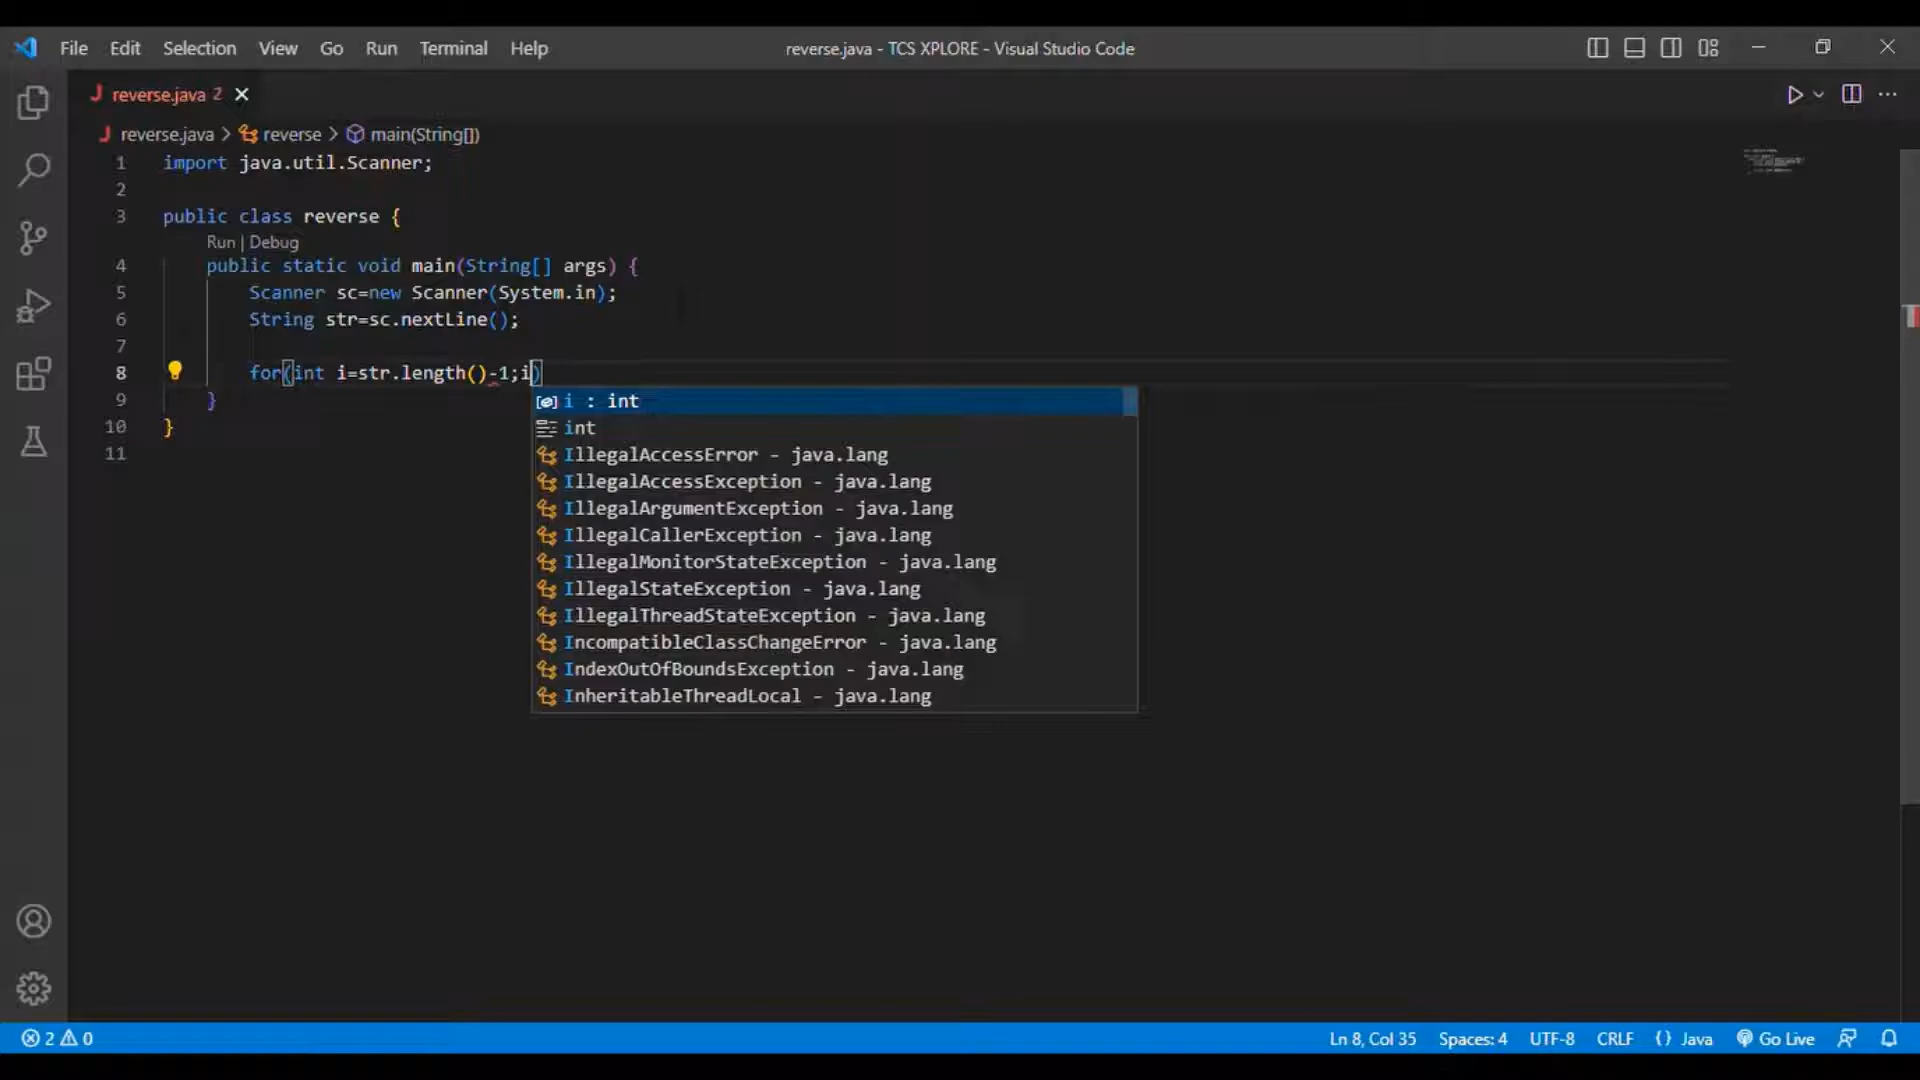 File Edit Selection View Go Run Terminal Help reverse.java - TCS XPLORE - Visual Studio Code
reverse.java 2
reverse.java > reverse > main(String[])
1 import java.util.Scanner;
2
3 public class reverse {
Run | Debug
4 public static void main(String[] args) {
5 Scanner sc=new Scanner(System.in);
6 String str=sc.nextLine();
7
8 for(int i=str.length()-1;i)
9 }
10 }
11
i : int
int
IllegalAccessError - java.lang
IllegalAccessException - java.lang
IllegalArgumentException - java.lang
IllegalCallerException - java.lang
IllegalMonitorStateException - java.lang
IllegalStateException - java.lang
IllegalThreadStateException - java.lang
IncompatibleClassChangeError - java.lang
IndexOutOfBoundsException - java.lang
InheritableThreadLocal - java.lang
2 0 Ln 8, Col 35 Spaces: 4 UTF-8 CRLF {} Java Go Live